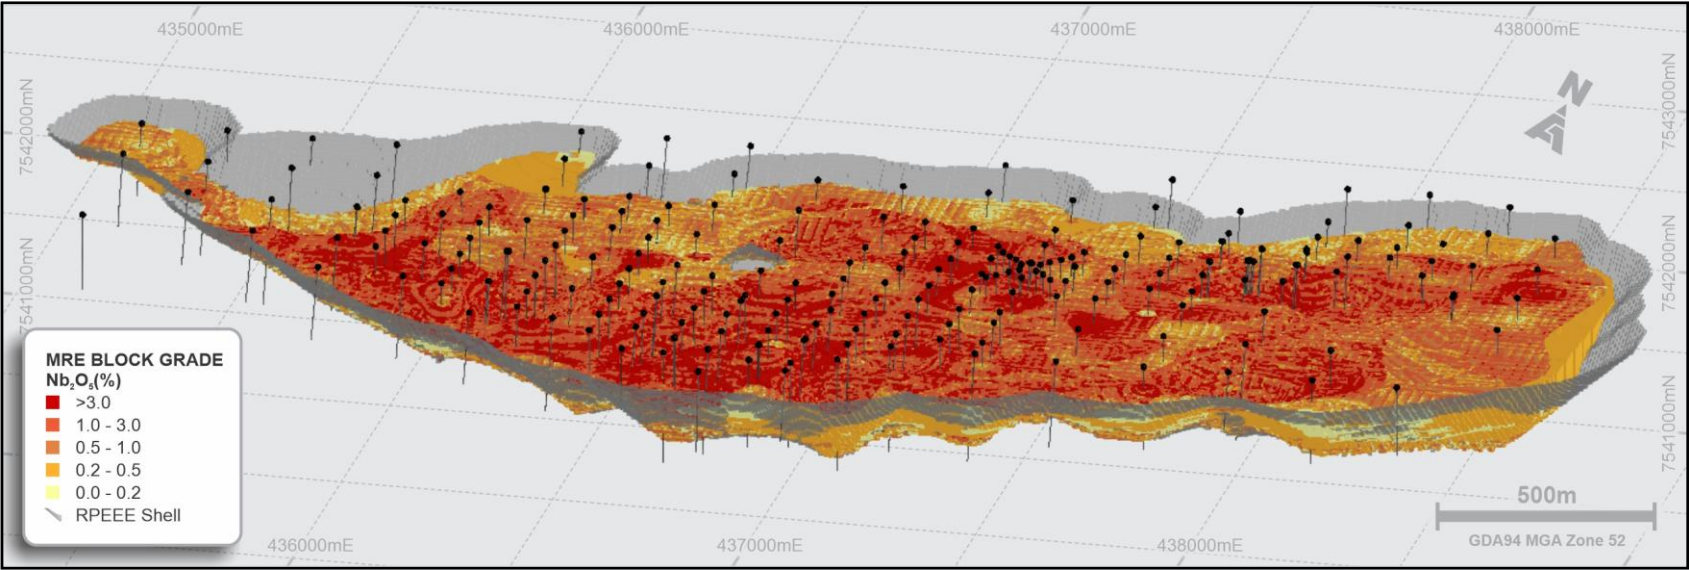 435000mE
436000mE
437000mE
438000mE
7542000mN
7543000mN
N
7541000mN
7542000mN
7541000mN
MRE BLOCK GRADE
Nb₂O₅(%)
>3.0
1.0 - 3.0
0.5 - 1.0
0.2 - 0.5
0.0 - 0.2
RPEEE Shell
500m
GDA94 MGA Zone 52
436000mE
437000mE
438000mE